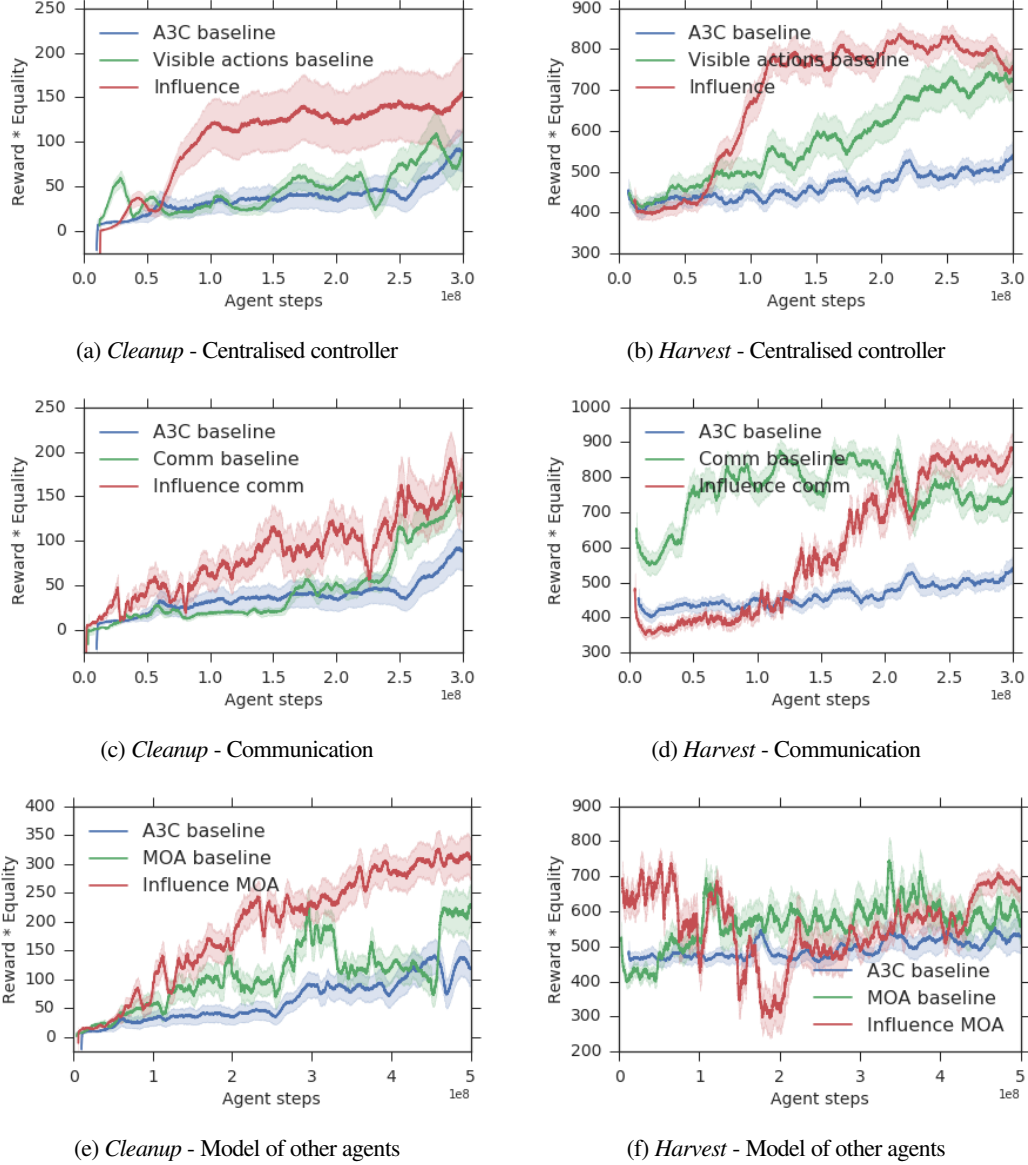 250
200
150
100
50
0
Reward * Equality
A3C baseline
Visible actions baseline
Influence
0.0 0.5 1.0 1.5 2.0 2.5 3.0
1e8
Agent steps
(a) Cleanup - Centralised controller
900
800
700
600
500
400
300
Reward * Equality
A3C baseline
Visible actions baseline
Influence
0.0 0.5 1.0 1.5 2.0 2.5 3.0
1e8
Agent steps
(b) Harvest - Centralised controller
250
200
150
100
50
0
Reward * Equality
A3C baseline
Comm baseline
Influence comm
0.0 0.5 1.0 1.5 2.0 2.5 3.0
1e8
Agent steps
(c) Cleanup - Communication
1000
900
800
700
600
500
400
300
Reward * Equality
A3C baseline
Comm baseline
Influence comm
0.0 0.5 1.0 1.5 2.0 2.5 3.0
1e8
Agent steps
(d) Harvest - Communication
400
350
300
250
200
150
100
50
0
Reward * Equality
A3C baseline
MOA baseline
Influence MOA
0 1 2 3 4 5
1e8
Agent steps
(e) Cleanup - Model of other agents
900
800
700
600
500
400
300
200
Reward * Equality
A3C baseline
MOA baseline
Influence MOA
0 1 2 3 4 5
1e8
Agent steps
(f) Harvest - Model of other agents